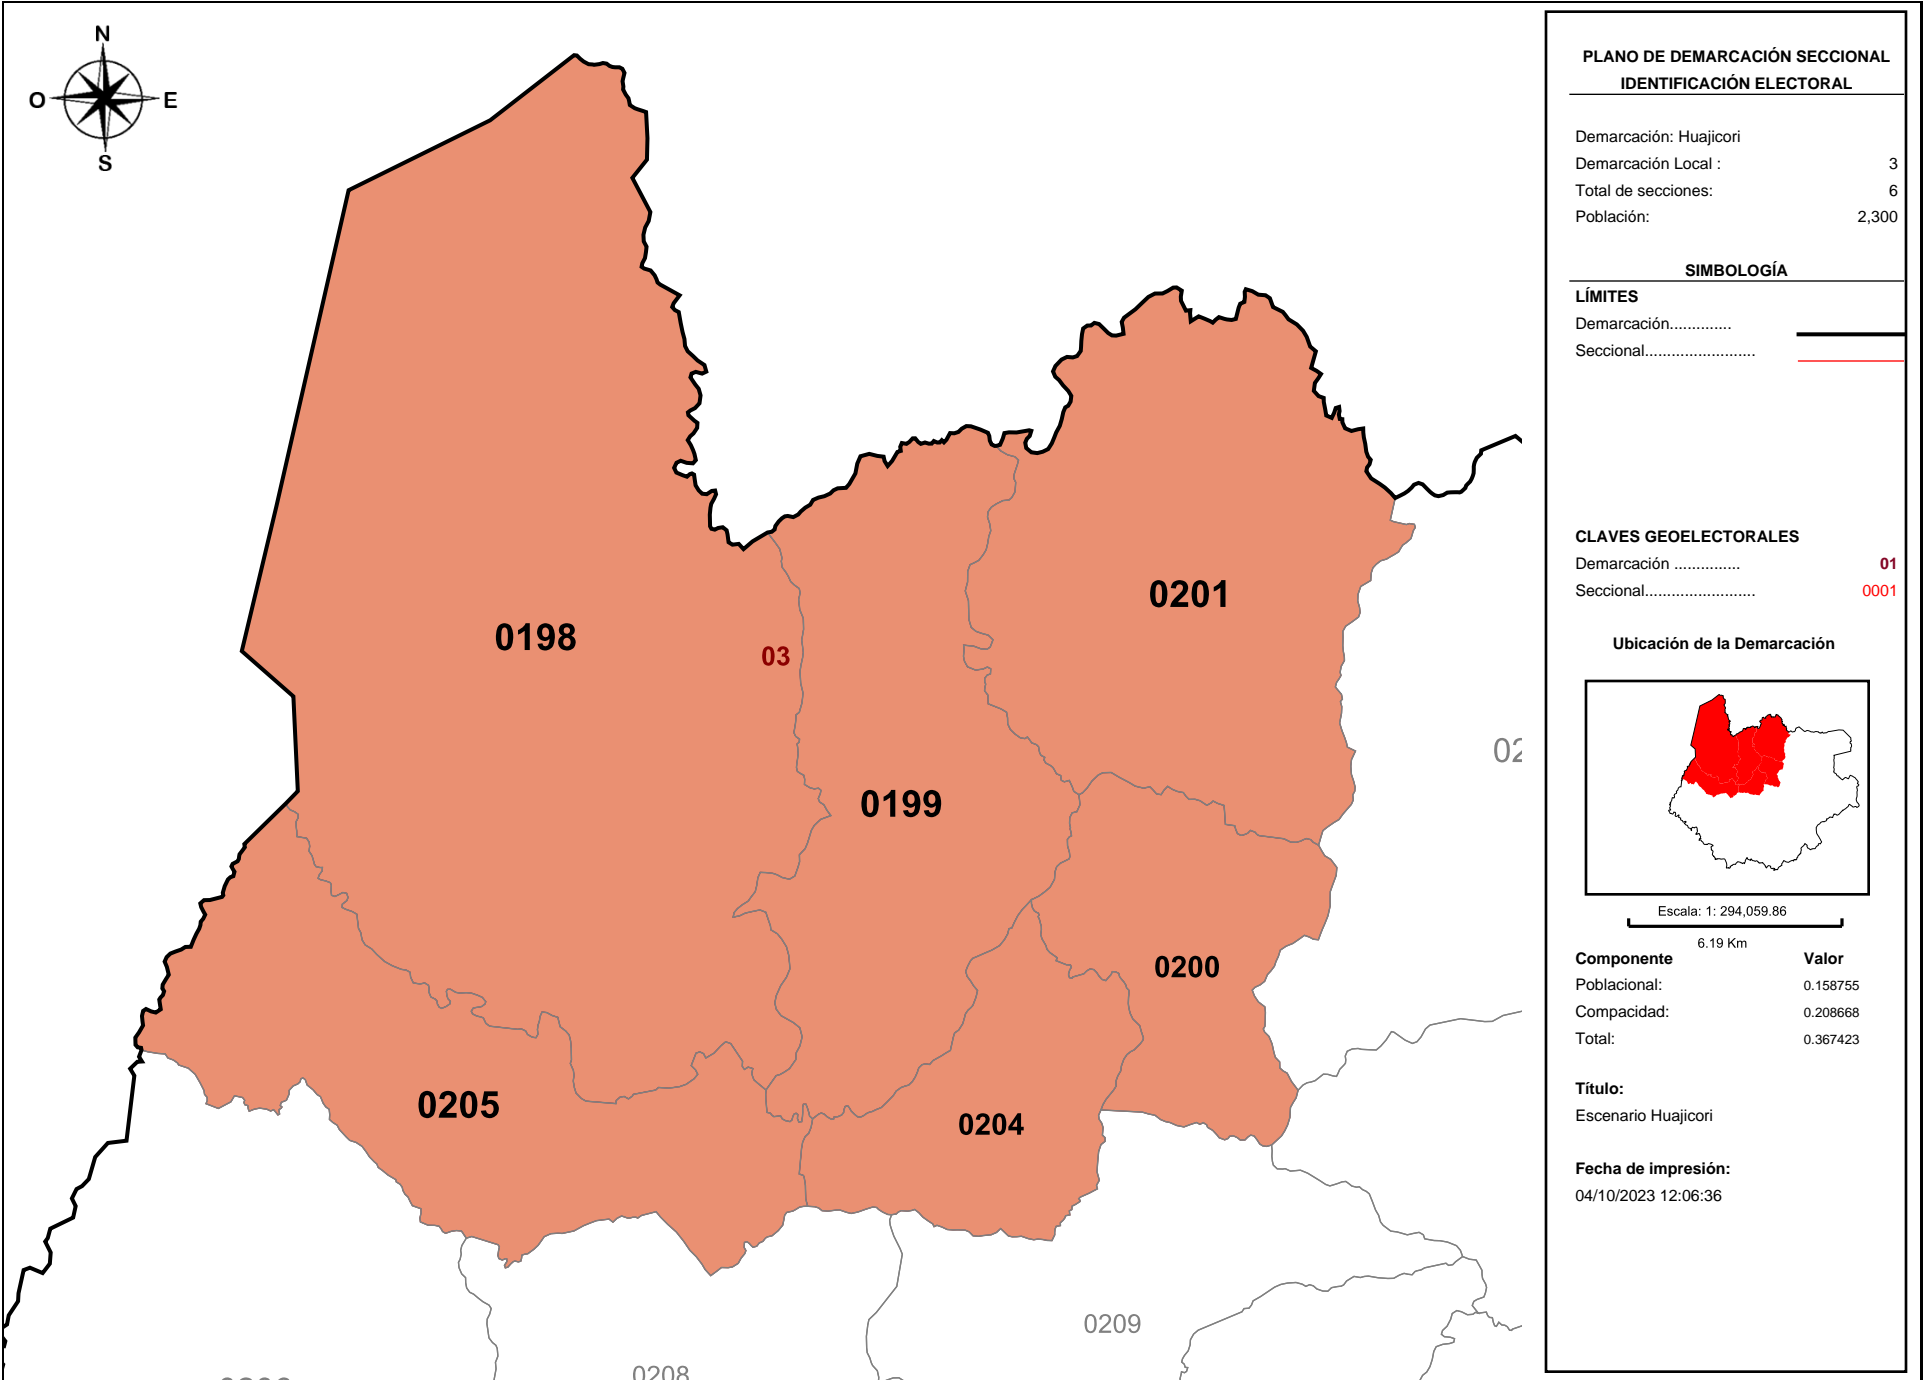 N
O
E
S
0198
03
0201
0199
0200
0205
0204
0209
0208
02
PLANO DE DEMARCACIÓN SECCIONAL
IDENTIFICACIÓN ELECTORAL
Demarcación: Huajicori
Demarcación Local : 3
Total de secciones: 6
Población: 2,300
SIMBOLOGÍA
LÍMITES
Demarcación..............
Seccional.........................
CLAVES GEOELECTORALES
Demarcación ............... 01
Seccional......................... 0001
Ubicación de la Demarcación
Escala: 1: 294,059.86
6.19 Km
Componente Valor
Poblacional: 0.158755
Compacidad: 0.208668
Total: 0.367423
Título:
Escenario Huajicori
Fecha de impresión:
04/10/2023 12:06:36